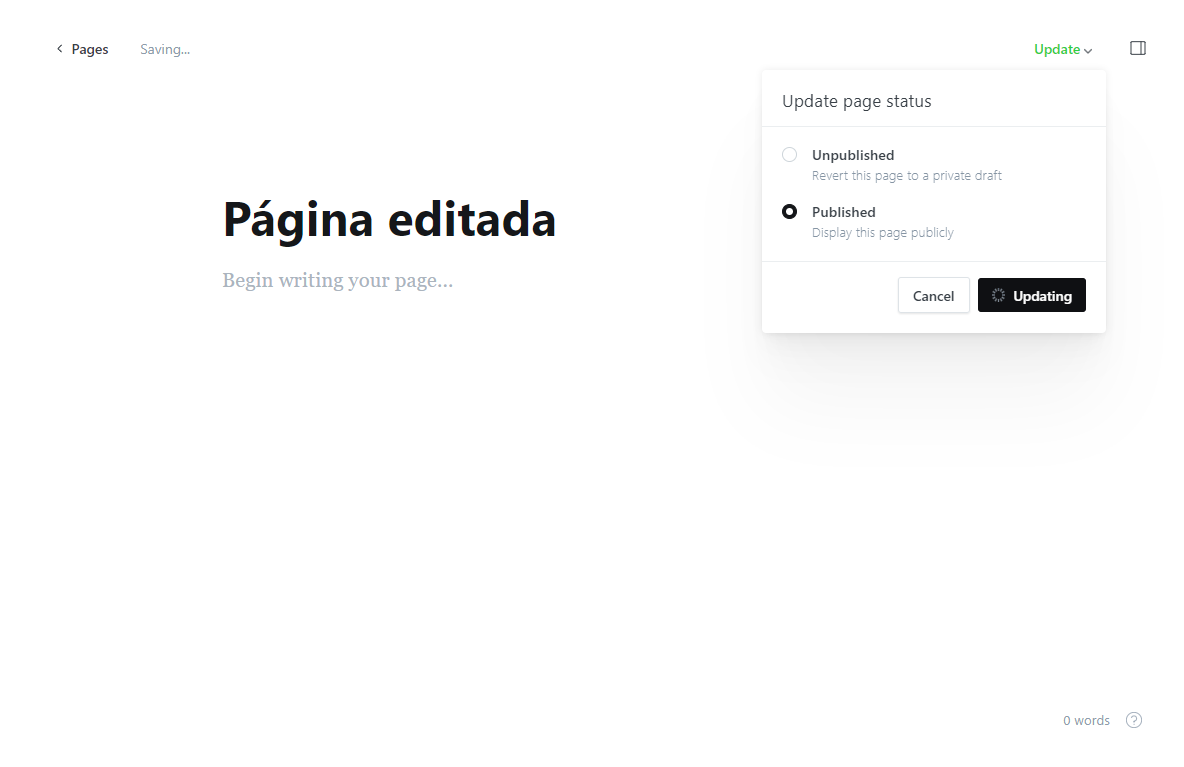 Pages
Saving...
Update
Update page status
Unpublished
Revert this page to a private draft
Published
Display this page publicly
Cancel
Updating
Página editada
Begin writing your page...
0 words
?